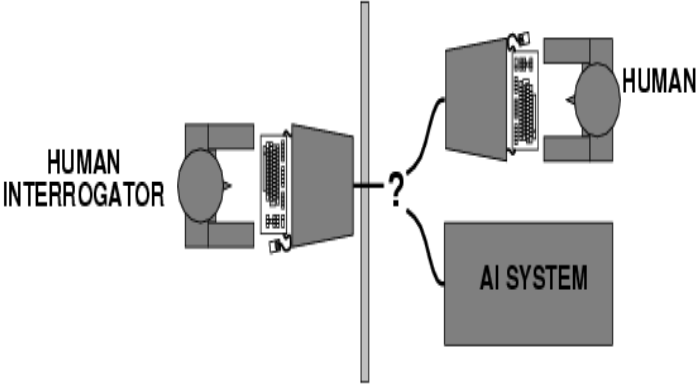 HUMAN
INTERROGATOR
?
HUMAN
AI SYSTEM